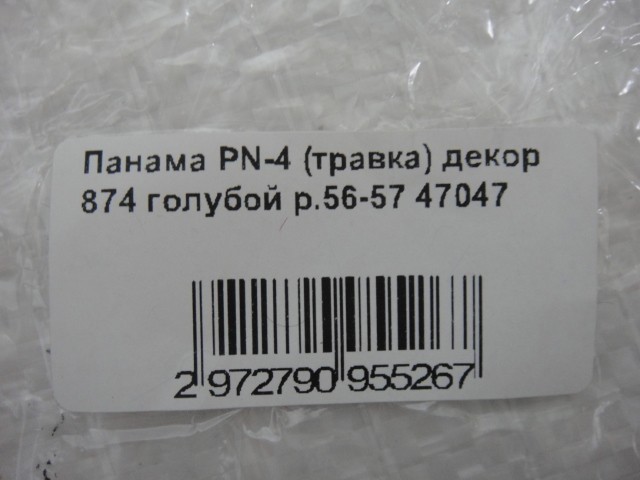 Панама PN-4 (травка) декор
874 голубой р.56-57 47047
2 972790 955267